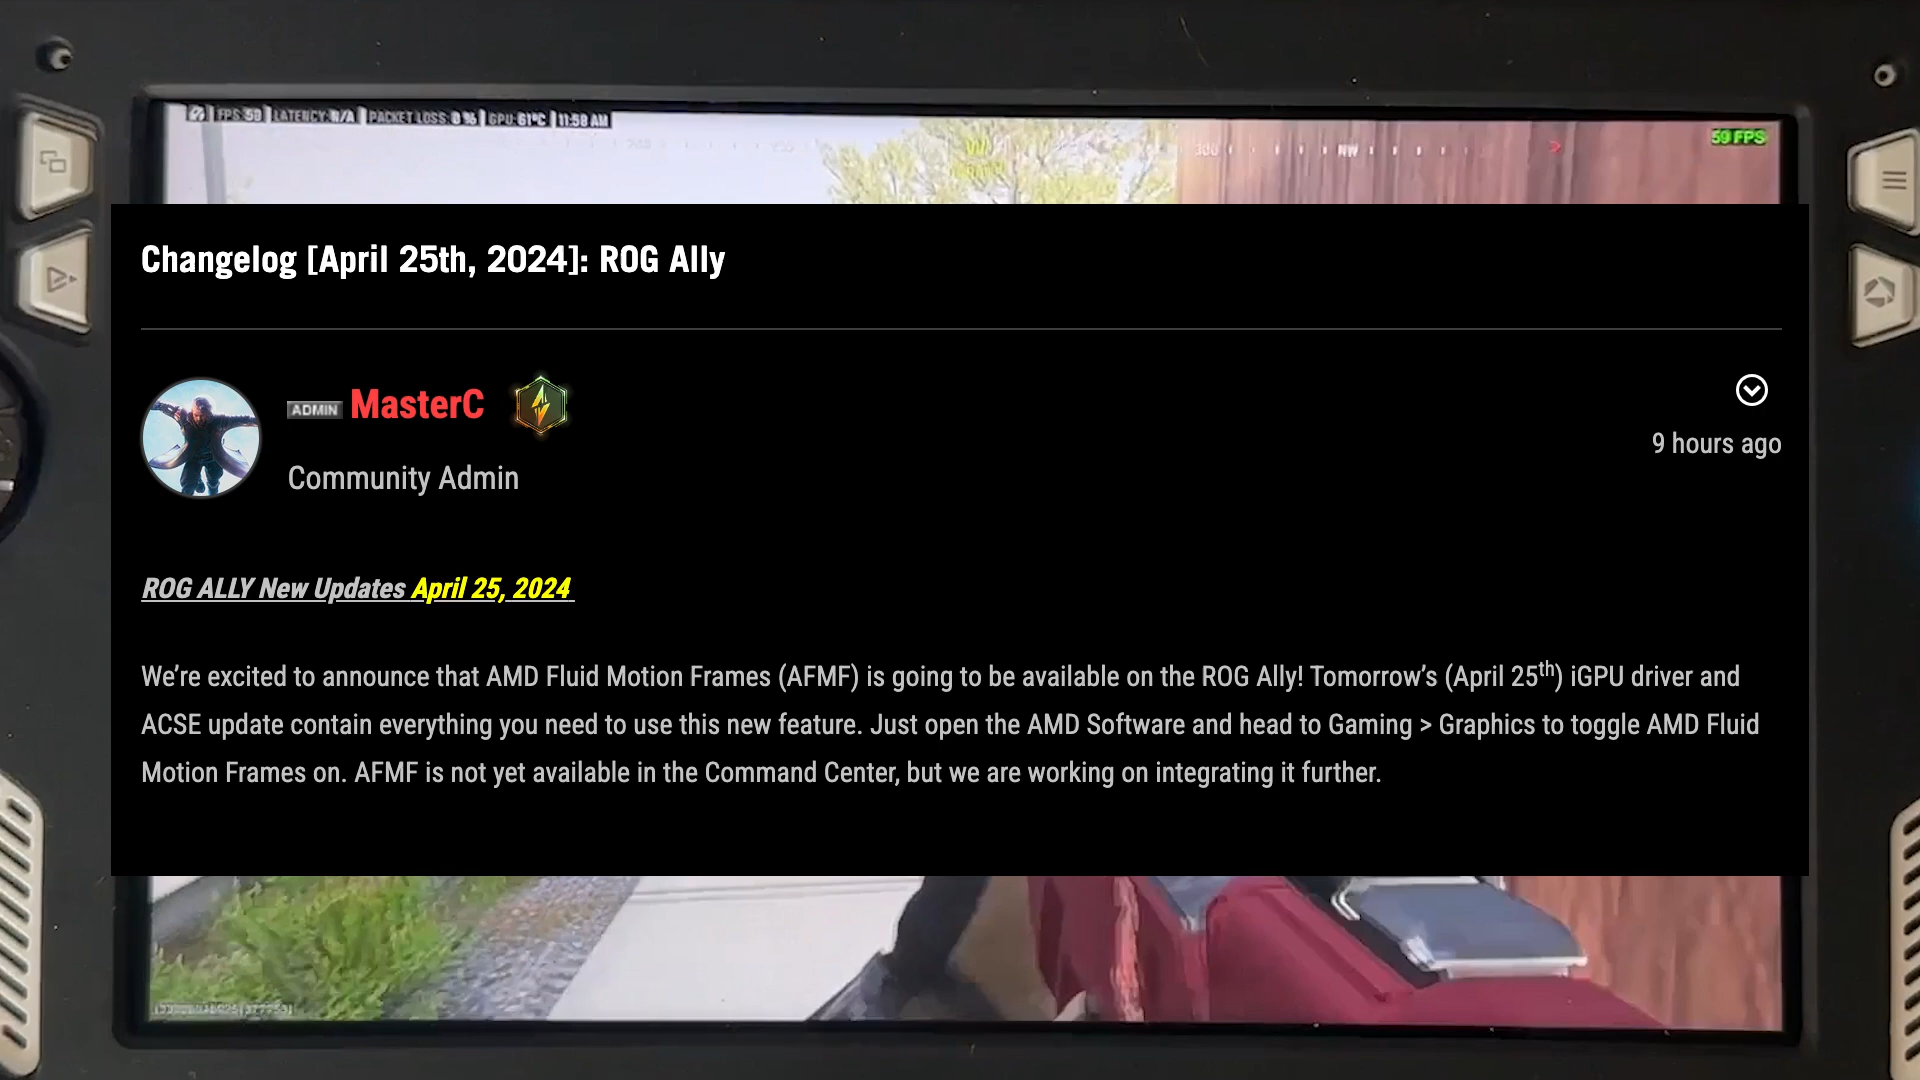 FPS: 59 LATENCY: N/A PACKET LOSS: 0 % GPU: 61°C 11:58 AM
59 FPS
300 NW
Changelog [April 25th, 2024]: ROG Ally
ADMIN MasterC
Community Admin
9 hours ago
ROG ALLY New Updates April 25, 2024
We’re excited to announce that AMD Fluid Motion Frames (AFMF) is going to be available on the ROG Ally! Tomorrow’s (April 25th) iGPU driver and
ACSE update contain everything you need to use this new feature. Just open the AMD Software and head to Gaming > Graphics to toggle AMD Fluid
Motion Frames on. AFMF is not yet available in the Command Center, but we are working on integrating it further.